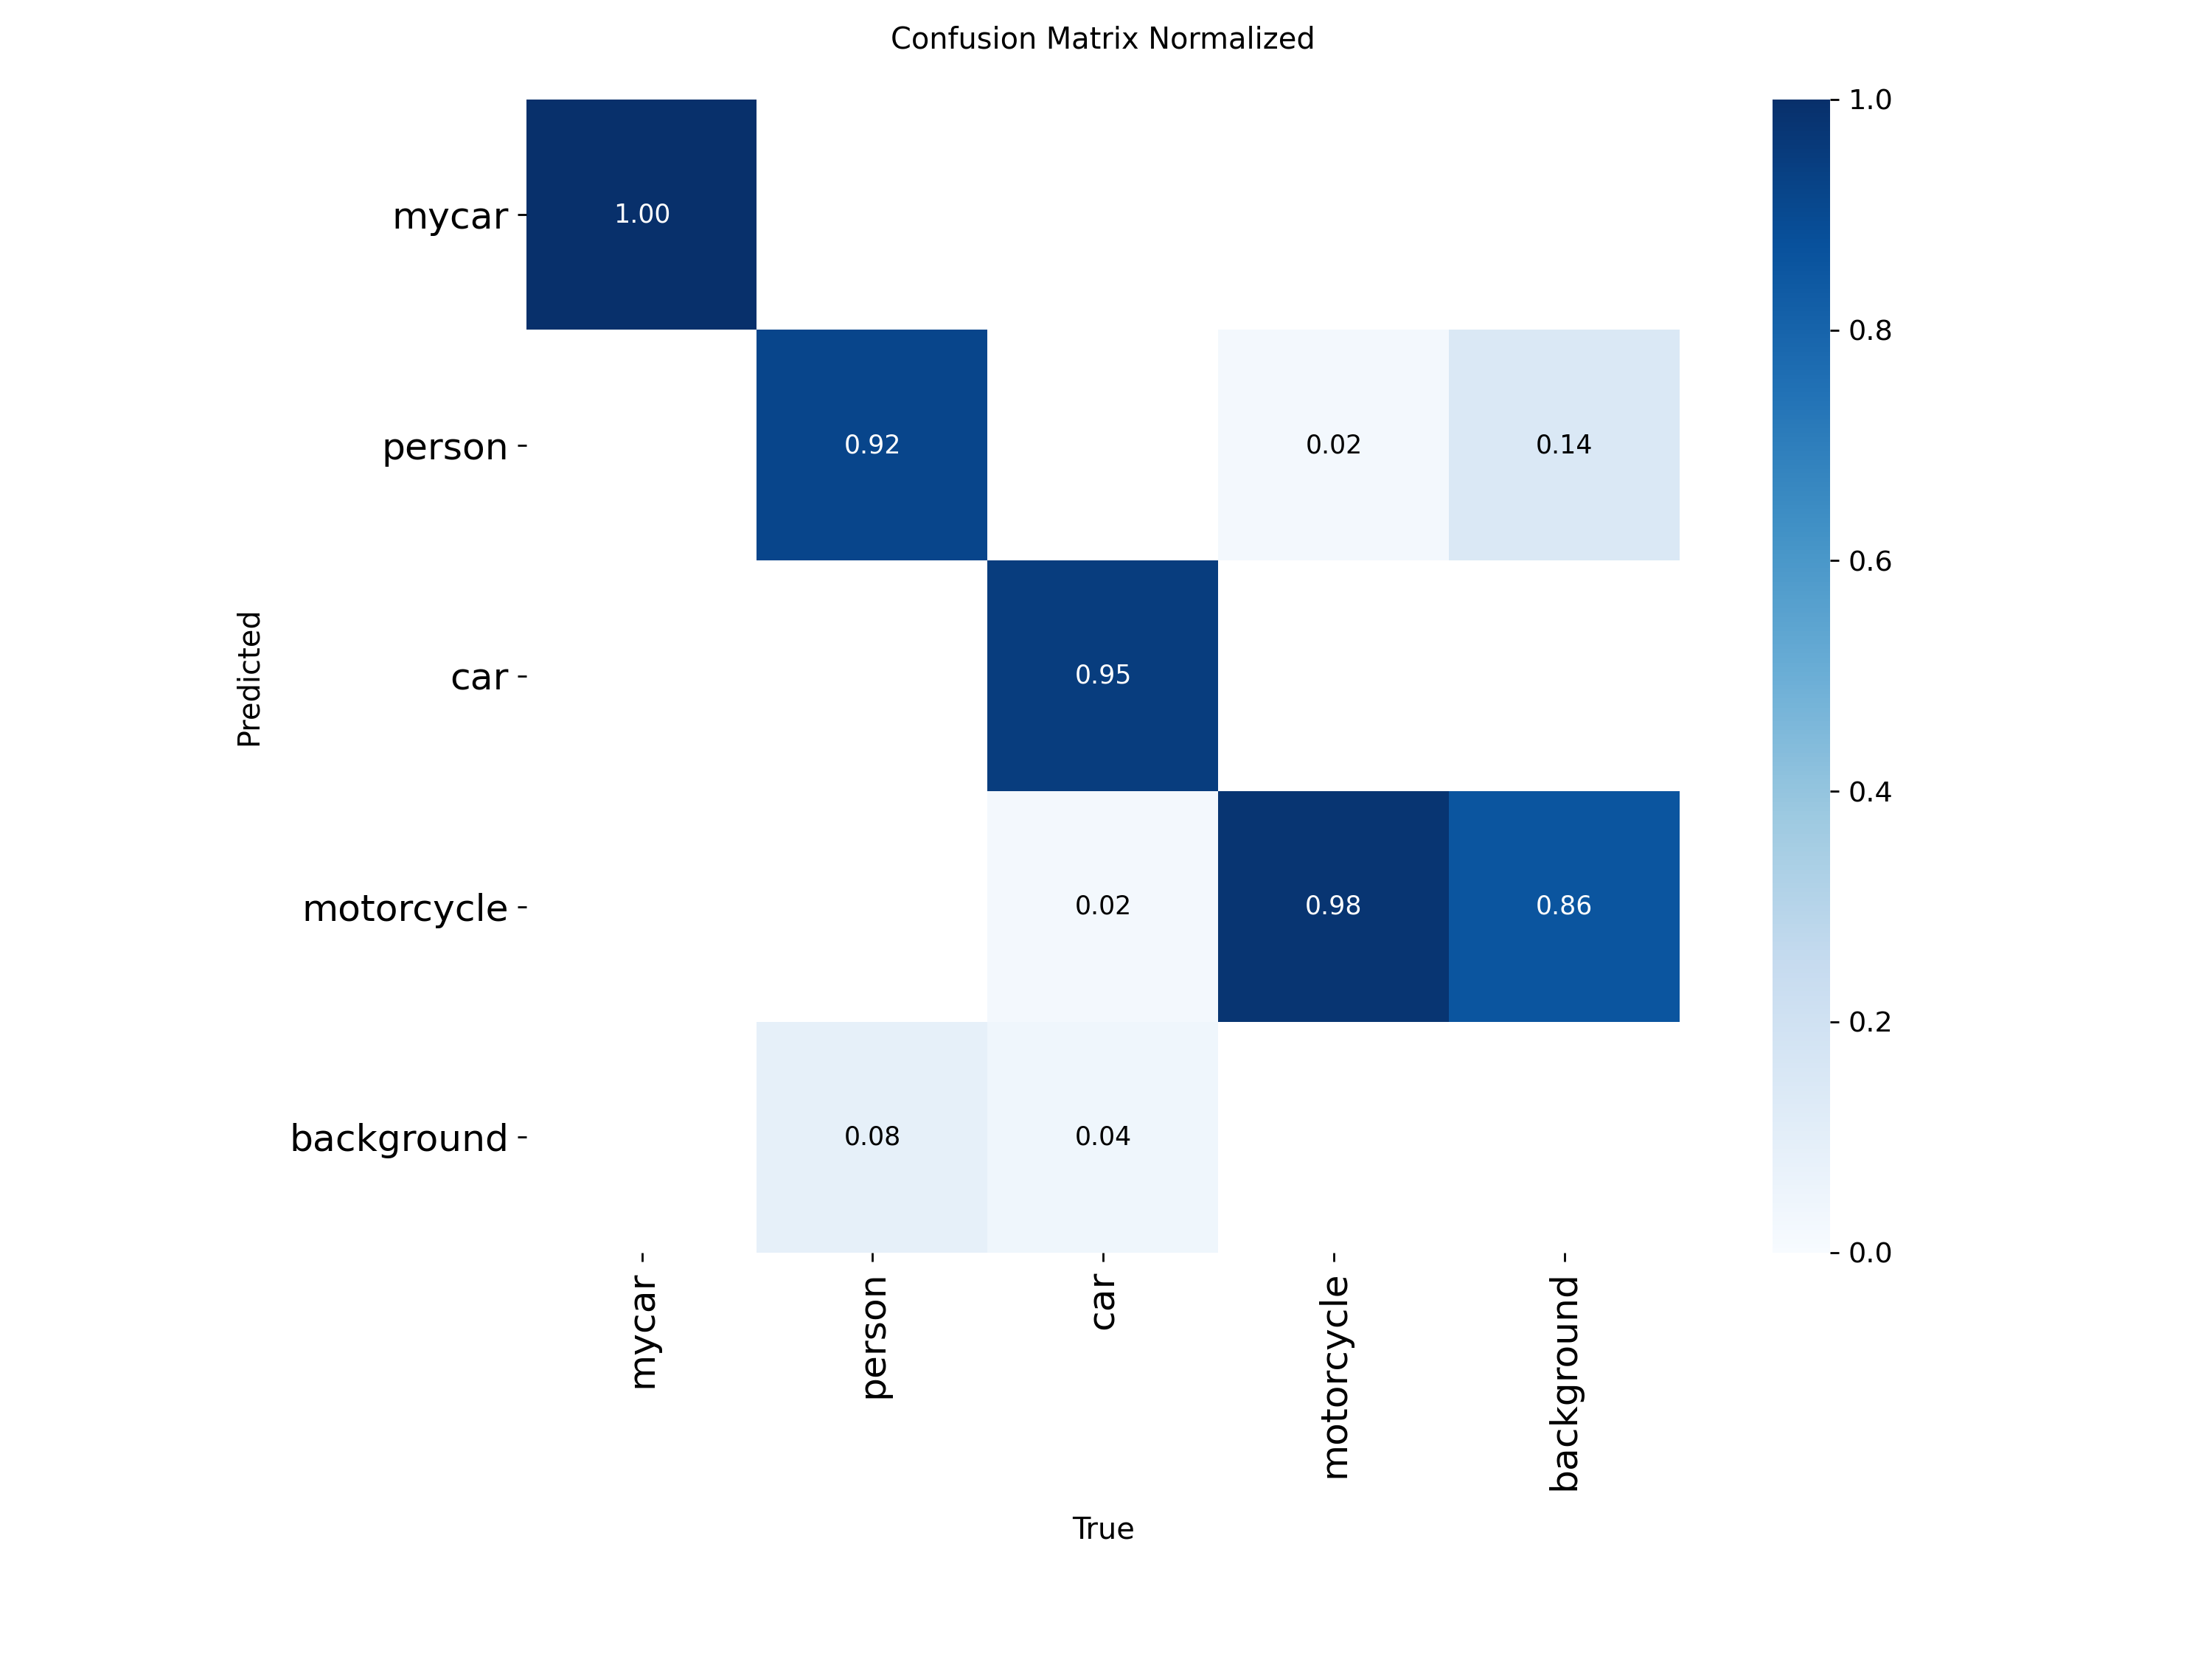 Confusion Matrix Normalized
1.0
mycar
1.00
0.8
person
0.92
0.02
0.14
0.6
Predicted
car
0.95
0.4
motorcycle
0.02
0.98
0.86
0.2
background
0.08
0.04
0.0
mycar
person
car
motorcycle
background
True